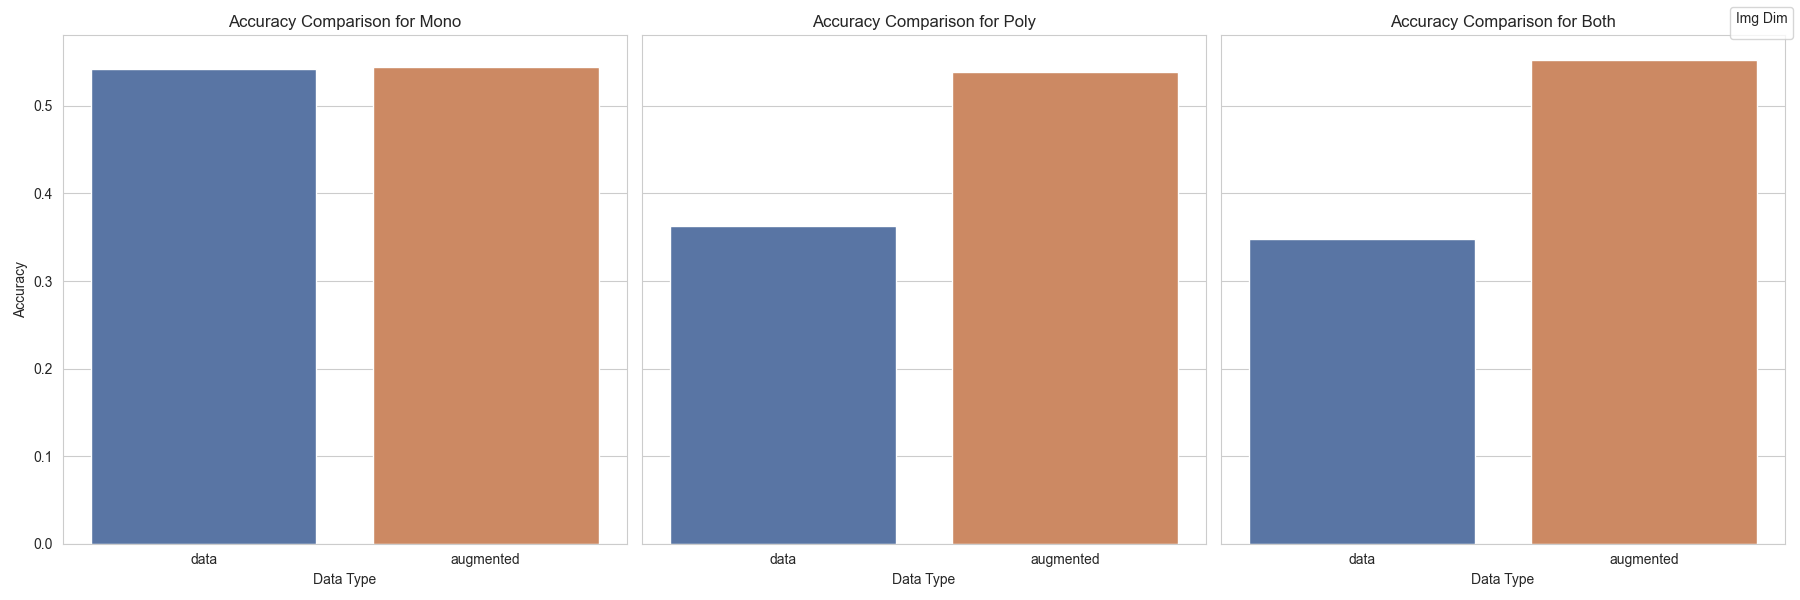 Accuracy Comparison for Mono
Accuracy Comparison for Poly
Accuracy Comparison for Both
Img Dim
Accuracy
0.5
0.4
0.3
0.2
0.1
0.0
data
augmented
data
augmented
data
augmented
Data Type
Data Type
Data Type